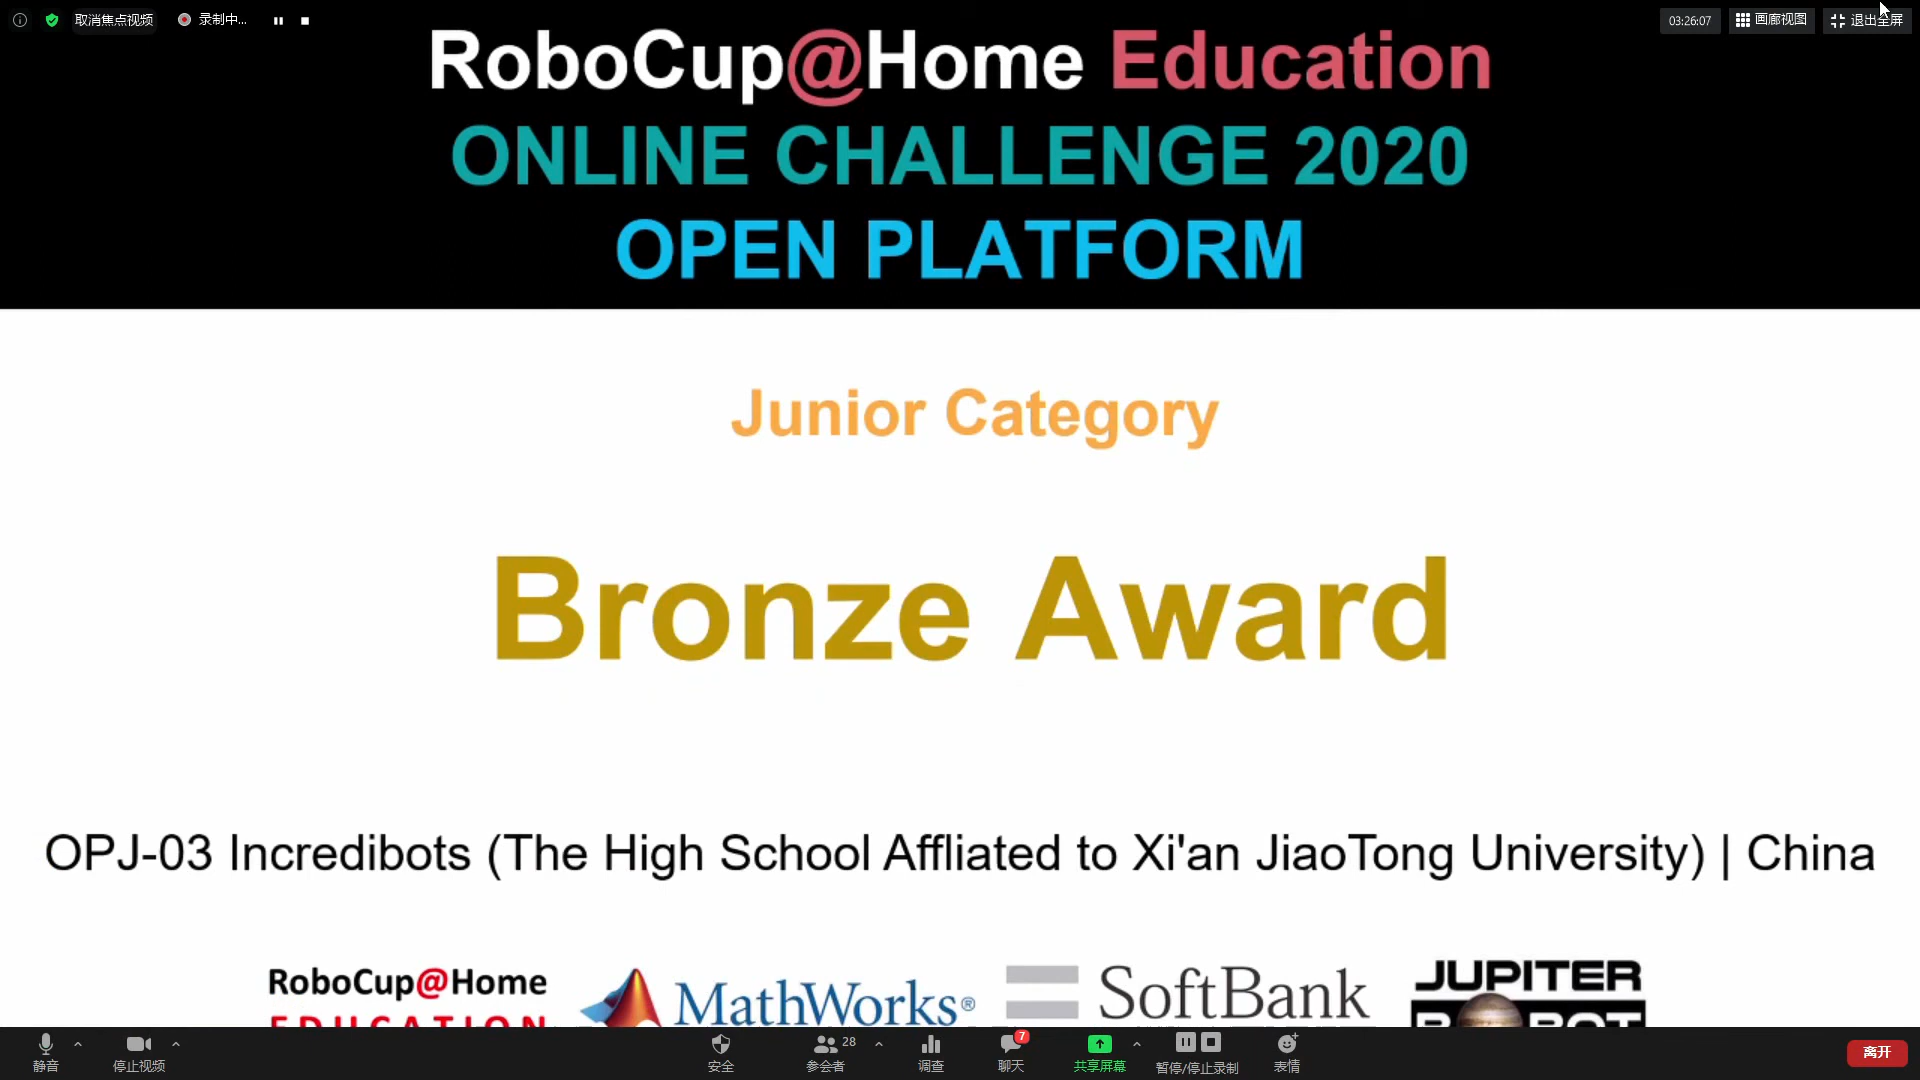 取消焦点视频 录制中... 03:26:07 画廊视图 退出全屏
RoboCup@Home Education
ONLINE CHALLENGE 2020
OPEN PLATFORM
Junior Category
Bronze Award
OPJ-03 Incredibots (The High School Affliated to Xi'an JiaoTong University) | China
RoboCup@Home MathWorks® SoftBank JUPITER
EDUCATION ROBOT
28 7
静音 停止视频 安全 参会者 调查 聊天 共享屏幕 暂停/停止录制 表情 离开